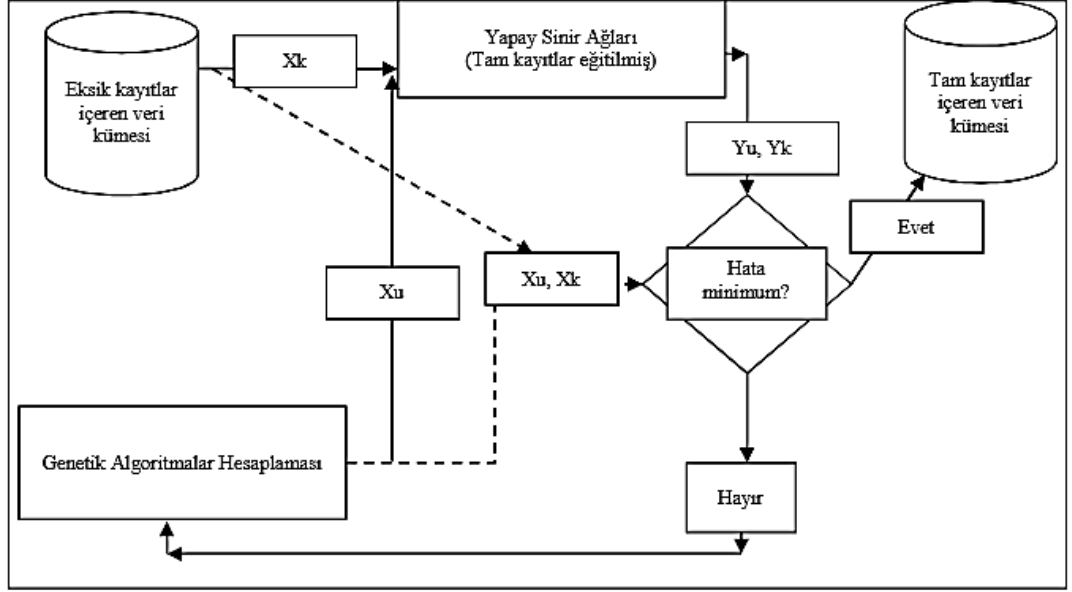 Eksik kayıtlar
içeren veri
kümesi
Xk
Yapay Sinir Ağları
(Tam kayıtlar eğitilmiş)
Tam kayıtlar
içeren veri
kümesi
Yu, Yk
Evet
Xu
Xu, Xk
Hata
minimum?
Genetik Algoritmalar Hesaplaması
Hayır